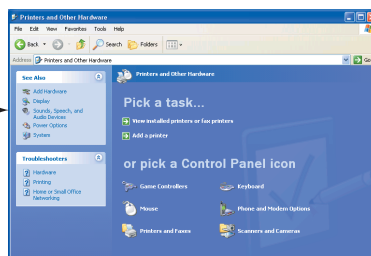 Printers and Other Hardware
File Edit View Favorites Tools Help
Back Search Folders
Address Printers and Other Hardware Go
See Also
Add Hardware
Display
Sounds, Speech, and
Audio Devices
Power Options
System
Troubleshooters
Hardware
Printing
Home or Small Office
Networking
Printers and Other Hardware
Pick a task...
View installed printers or fax printers
Add a printer
or pick a Control Panel icon
Game Controllers Keyboard
Mouse Phone and Modem Options
Printers and Faxes Scanners and Cameras